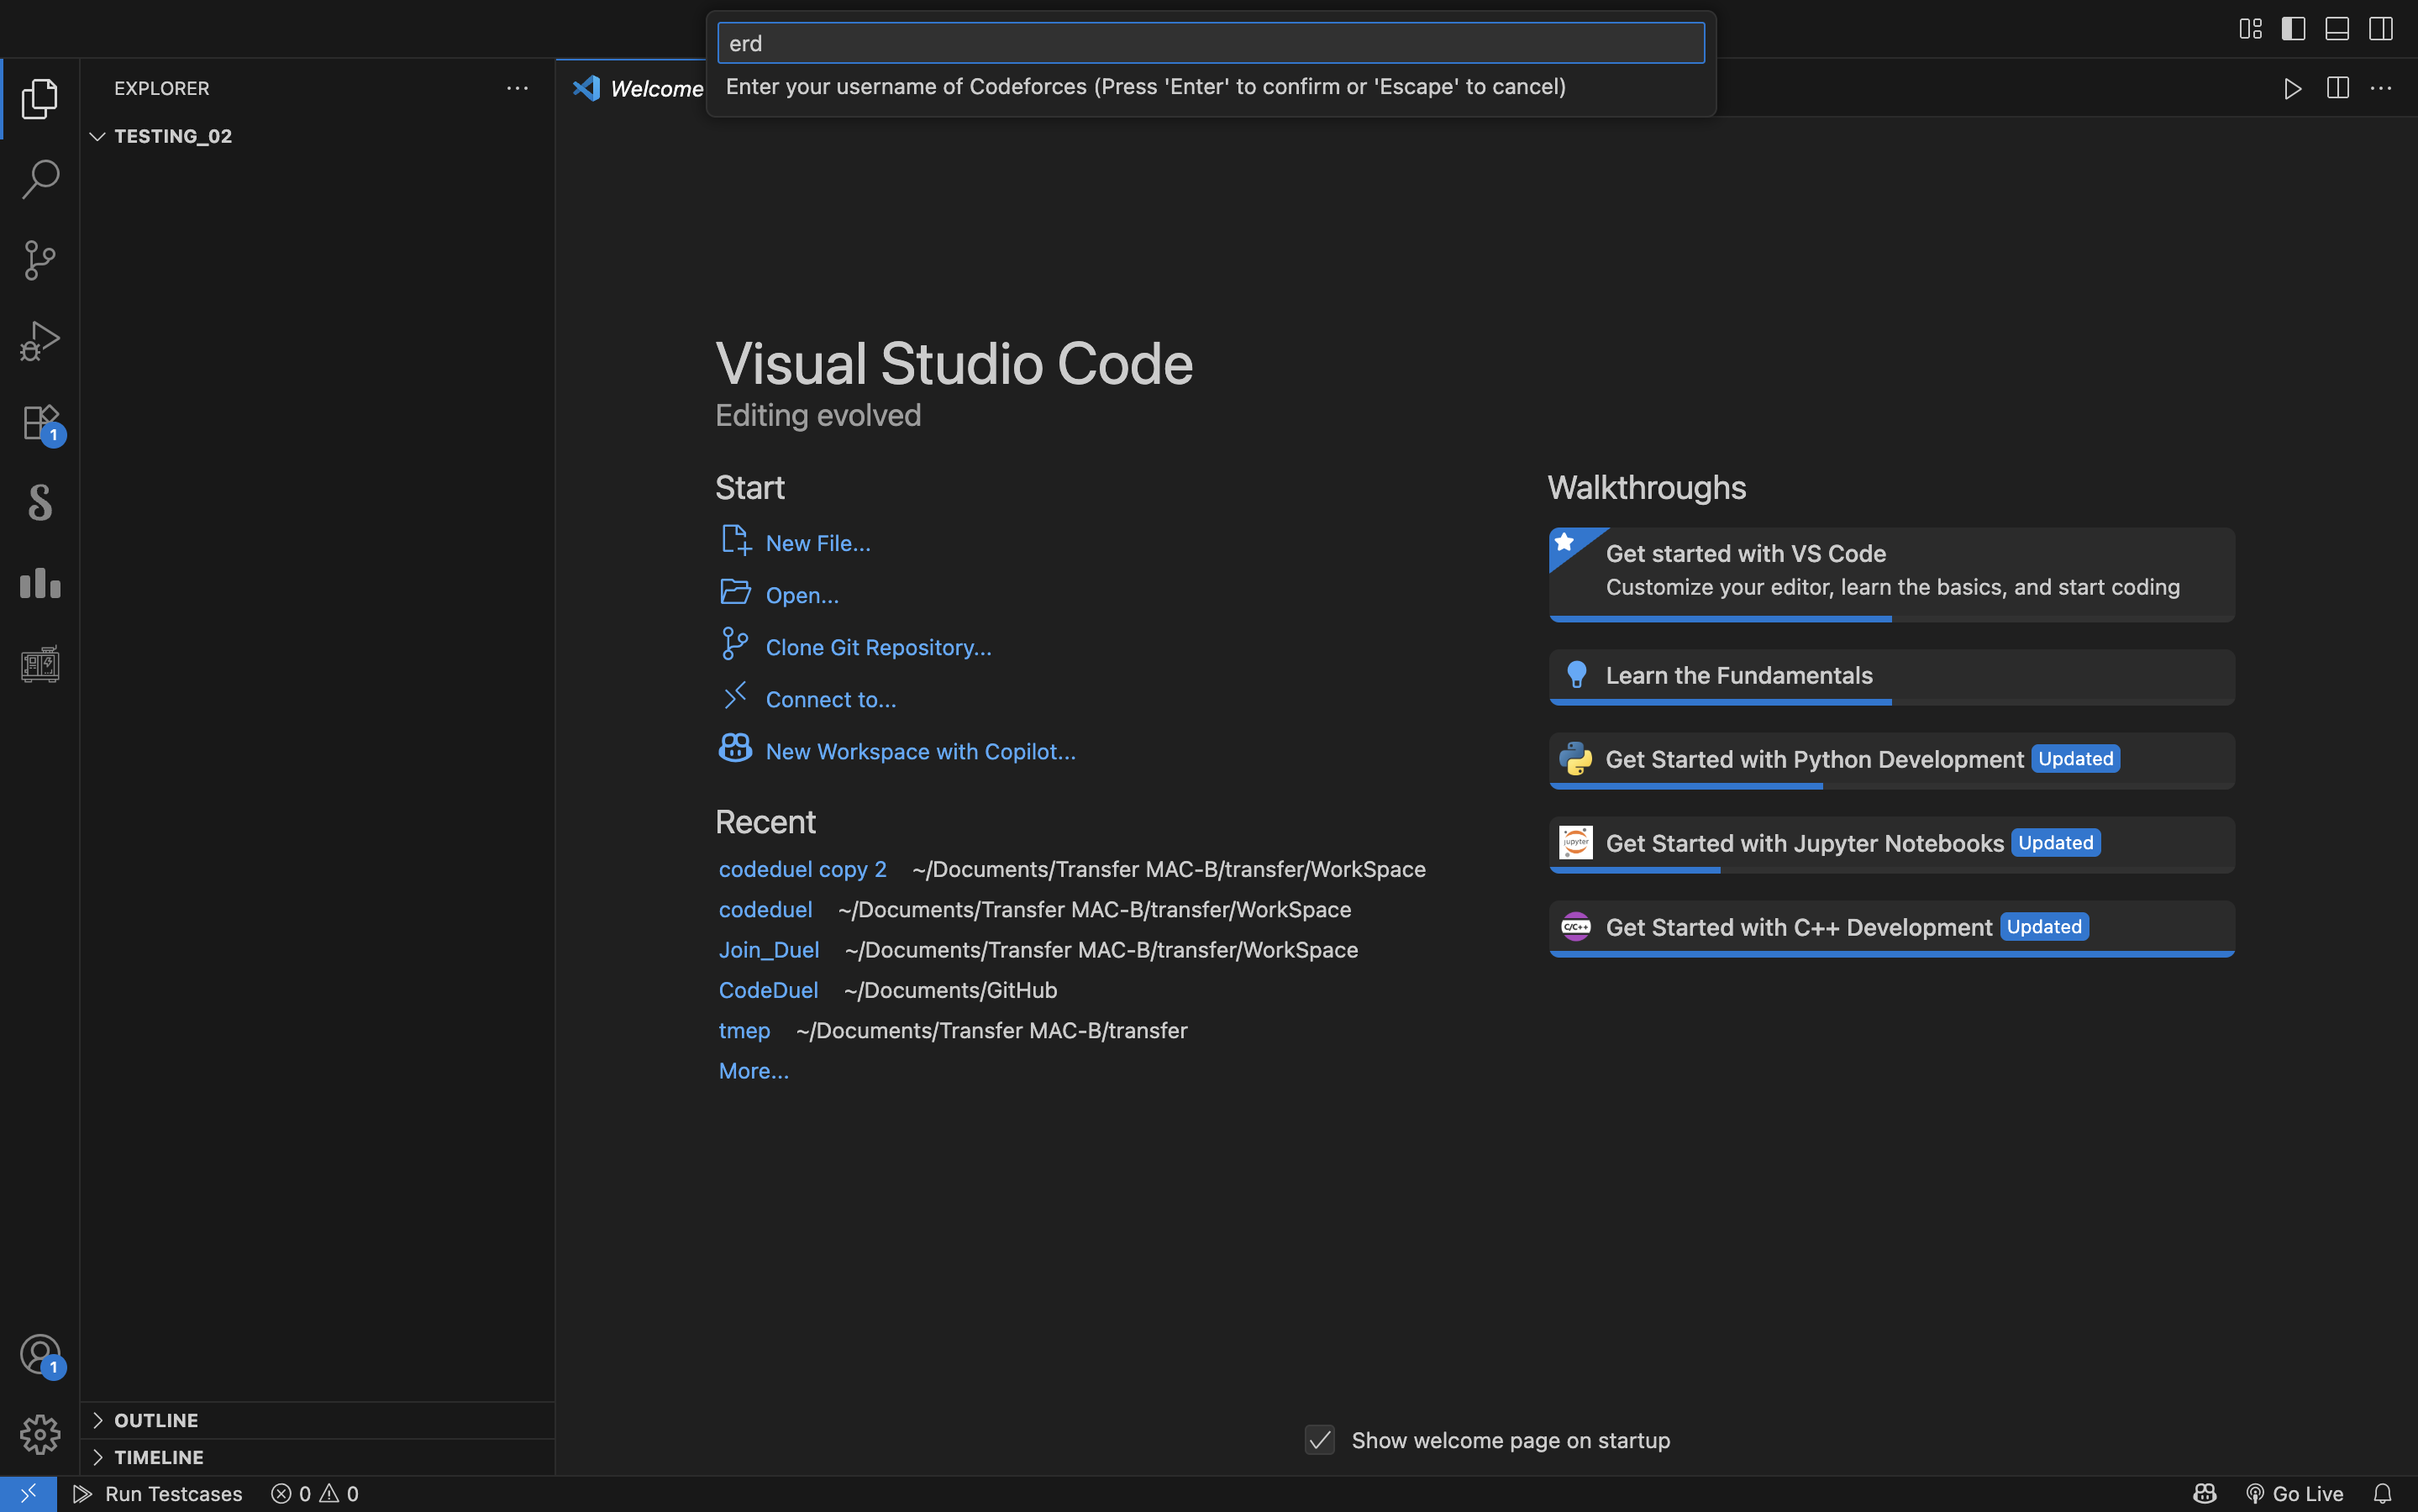 erd
Enter your username of Codeforces (Press 'Enter' to confirm or 'Escape' to cancel)
EXPLORER
Welcome
TESTING_02
1
Visual Studio Code
Editing evolved
Start
New File...
Open...
Clone Git Repository...
Connect to...
New Workspace with Copilot...
Recent
codeduel copy 2 ~/Documents/Transfer MAC-B/transfer/WorkSpace
codeduel ~/Documents/Transfer MAC-B/transfer/WorkSpace
Join_Duel ~/Documents/Transfer MAC-B/transfer/WorkSpace
CodeDuel ~/Documents/GitHub
tmep ~/Documents/Transfer MAC-B/transfer
More...
Walkthroughs
Get started with VS Code
Customize your editor, learn the basics, and start coding
Learn the Fundamentals
Get Started with Python Development Updated
jupyter
Get Started with Jupyter Notebooks Updated
C/C++
Get Started with C++ Development Updated
1
OUTLINE
TIMELINE
Show welcome page on startup
Run Testcases 0 0
Go Live